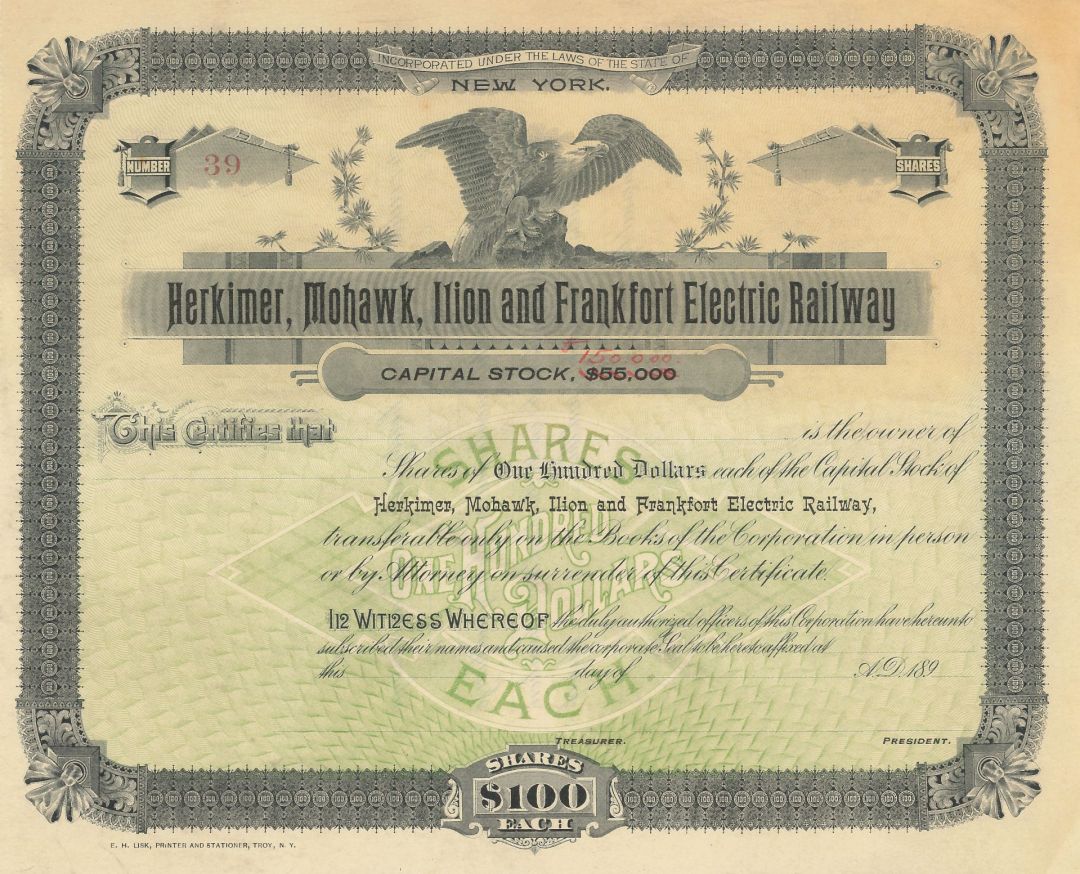 INCORPORATED UNDER THE LAWS OF THE STATE OF
NEW YORK.
NUMBER 39 SHARES
Herkimer, Mohawk, Ilion and Frankfort Electric Railway
$150,000.
CAPITAL STOCK, $55,000
This Certifies that is the owner of
Shares of One Hundred Dollars each of the Capital Stock of
Herkimer, Mohawk, Ilion and Frankfort Electric Railway,
transferable only on the Books of the Corporation in person
or by Attorney on surrender of this Certificate.
In Witness Whereof the duly authorized officers of this Corporation have hereunto
subscribed their names and caused the corporate Seal to be hereto affixed at
this day of A.D. 189
SHARES
ONE HUNDRED
DOLLARS
EACH.
TREASURER. PRESIDENT.
SHARES
$100
EACH
E. H. LISK, PRINTER AND STATIONER, TROY, N. Y.